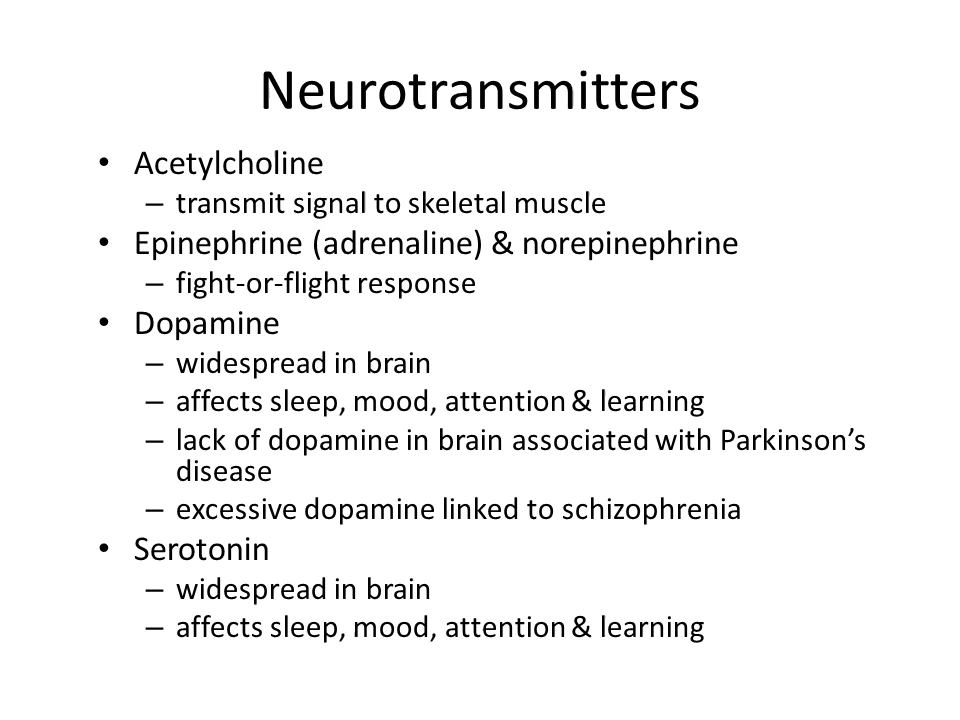 Neurotransmitters
• Acetylcholine
– transmit signal to skeletal muscle
• Epinephrine (adrenaline) & norepinephrine
– fight-or-flight response
• Dopamine
– widespread in brain
– affects sleep, mood, attention & learning
– lack of dopamine in brain associated with Parkinson’s
disease
– excessive dopamine linked to schizophrenia
• Serotonin
– widespread in brain
– affects sleep, mood, attention & learning